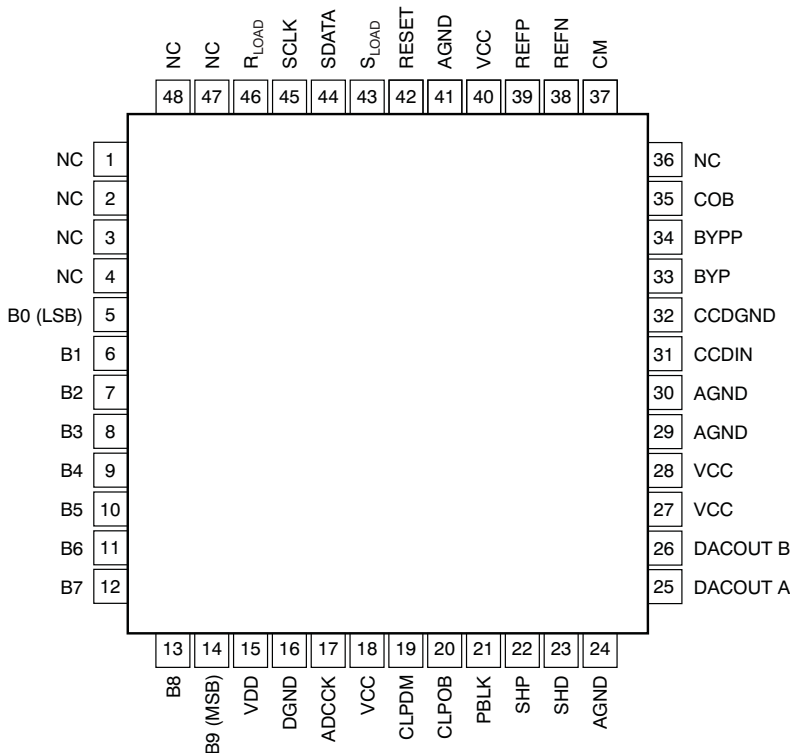 NC
NC
R_LOAD
SCLK
SDATA
S_LOAD
RESET
AGND
VCC
REFP
REFN
CM
48 47 46 45 44 43 42 41 40 39 38 37
NC 1
NC 2
NC 3
NC 4
B0 (LSB) 5
B1 6
B2 7
B3 8
B4 9
B5 10
B6 11
B7 12
36 NC
35 COB
34 BYPP
33 BYP
32 CCDGND
31 CCDIN
30 AGND
29 AGND
28 VCC
27 VCC
26 DACOUT B
25 DACOUT A
13 14 15 16 17 18 19 20 21 22 23 24
B8
B9 (MSB)
VDD
DGND
ADCCK
VCC
CLPDM
CLPOB
PBLK
SHP
SHD
AGND